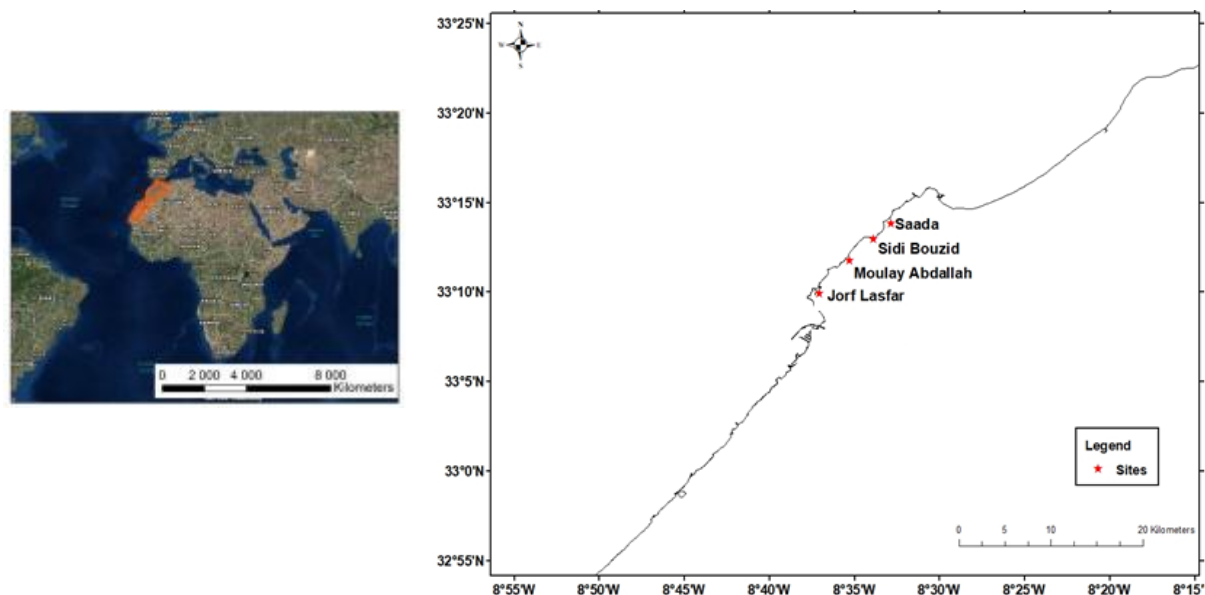 0 2 000 4 000 8 000
Kilometers
N
W E
S
33°25'N
33°20'N
33°15'N
33°10'N
33°5'N
33°0'N
32°55'N
Saada
Sidi Bouzid
Moulay Abdallah
Jorf Lasfar
Legend
Sites
0 5 10 20 Kilometers
8°55'W 8°50'W 8°45'W 8°40'W 8°35'W 8°30'W 8°25'W 8°20'W 8°15'